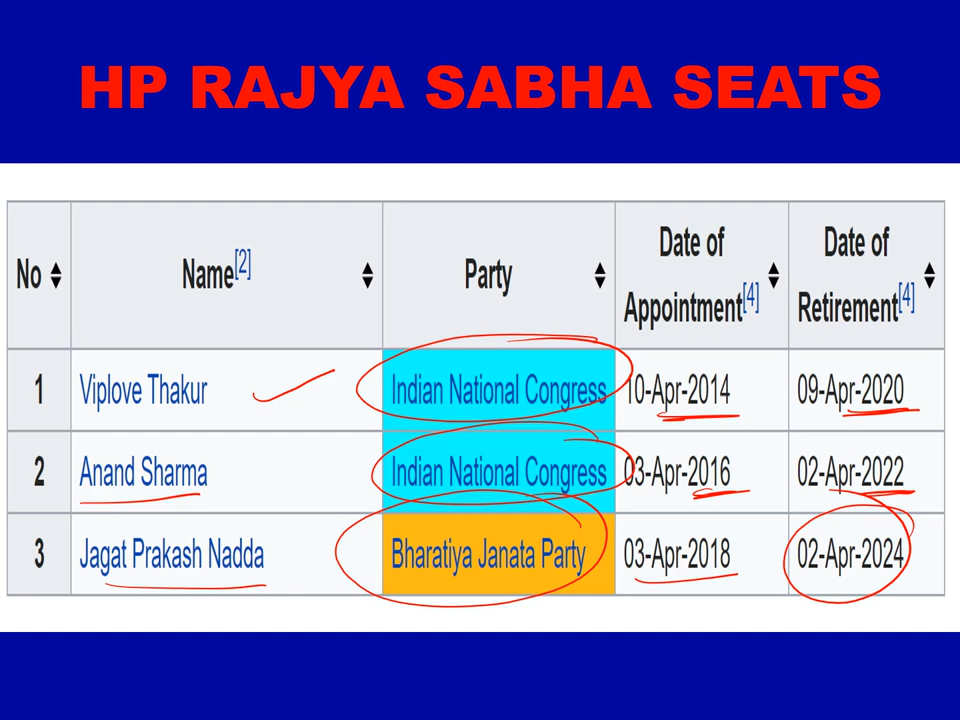 HP RAJYA SABHA SEATS
No Name[2] Party Date of Appointment[4] Date of Retirement[4]
1 Viplove Thakur Indian National Congress 10-Apr-2014 09-Apr-2020
2 Anand Sharma Indian National Congress 03-Apr-2016 02-Apr-2022
3 Jagat Prakash Nadda Bharatiya Janata Party 03-Apr-2018 02-Apr-2024